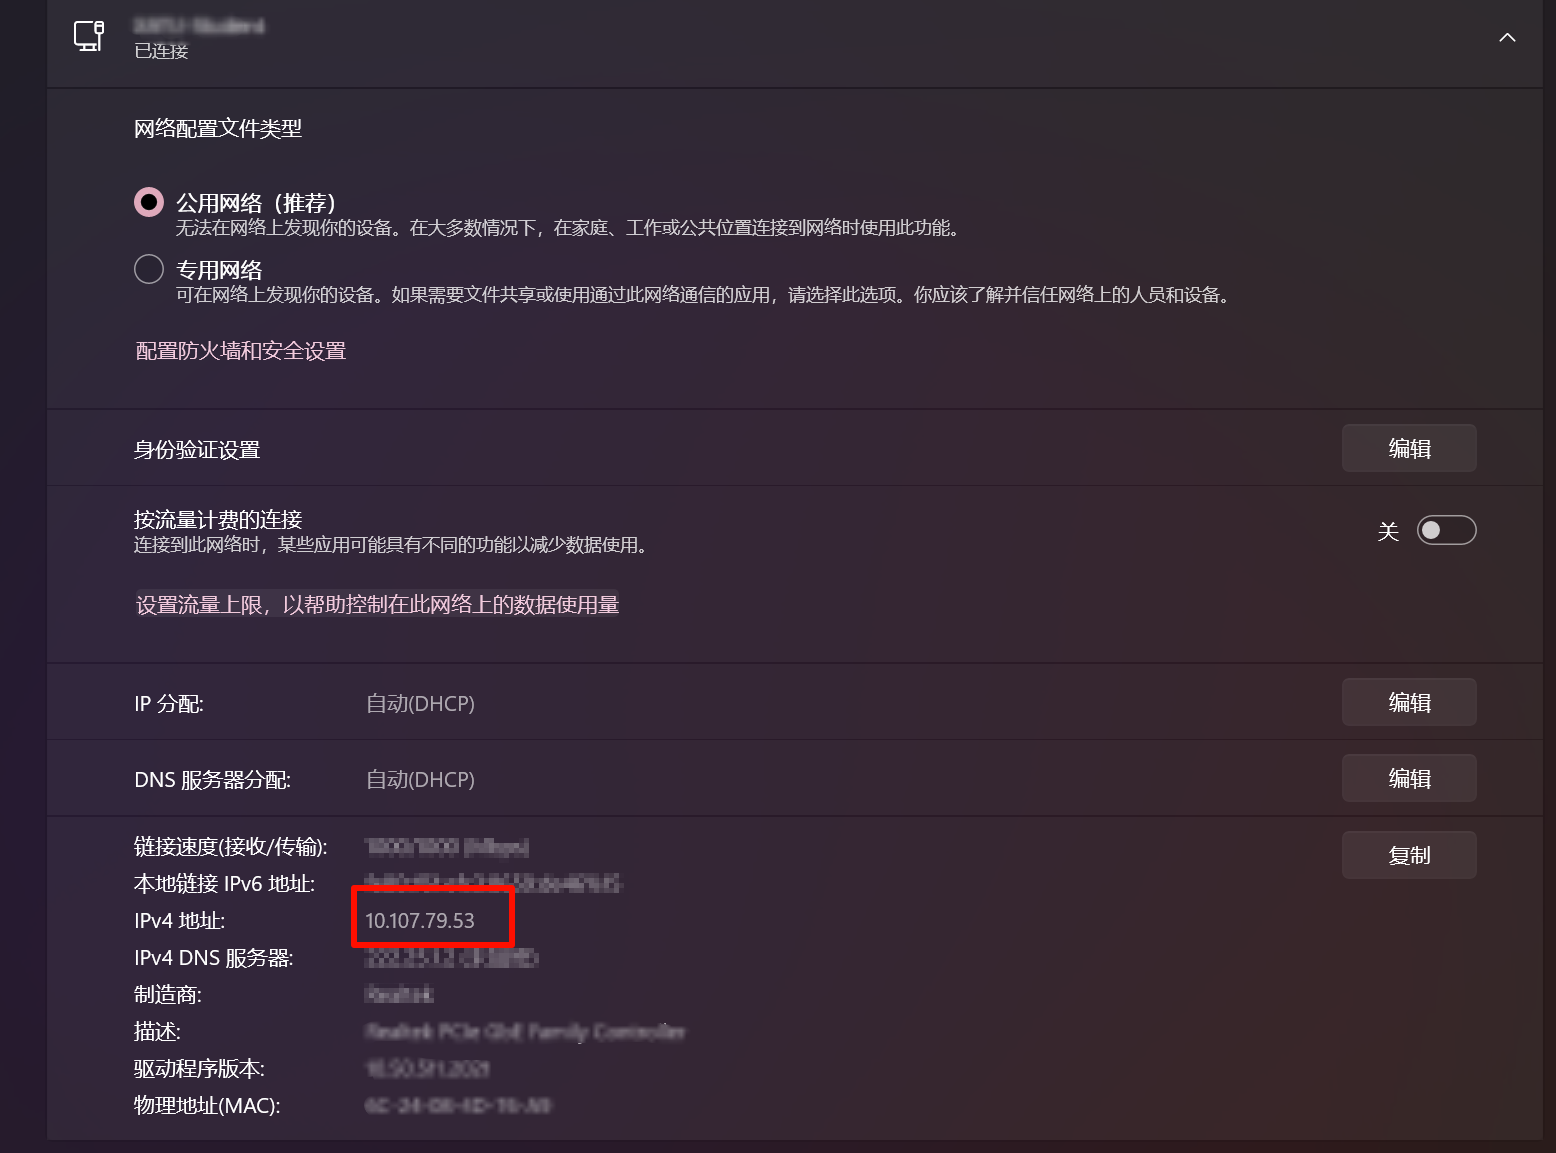 已连接
网络配置文件类型
公用网络（推荐）
无法在网络上发现你的设备。在大多数情况下，在家庭、工作或公共位置连接到网络时使用此功能。
专用网络
可在网络上发现你的设备。如果需要文件共享或使用通过此网络通信的应用，请选择此选项。你应该了解并信任网络上的人员和设备。
配置防火墙和安全设置
身份验证设置 编辑
按流量计费的连接
连接到此网络时，某些应用可能具有不同的功能以减少数据使用。
关
设置流量上限，以帮助控制在此网络上的数据使用量
IP 分配: 自动(DHCP) 编辑
DNS 服务器分配: 自动(DHCP) 编辑
链接速度(接收/传输): 复制
本地链接 IPv6 地址:
IPv4 地址: 10.107.79.53
IPv4 DNS 服务器:
制造商:
描述:
驱动程序版本:
物理地址(MAC):